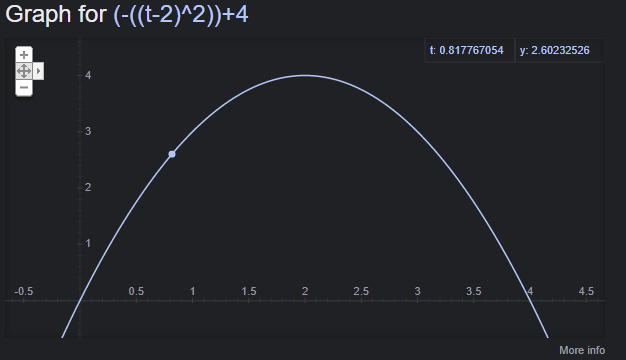 Graph for (-((t-2)^2))+4
t: 0.817767054 y: 2.60232526
4
3
2
1
-0.5 0.5 1 1.5 2 2.5 3 3.5 4 4.5
More info